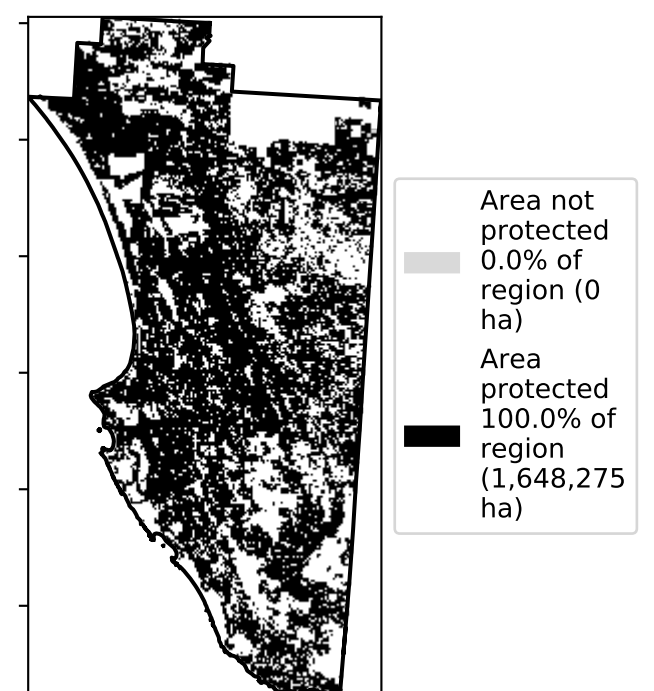 Area not
protected
0.0% of
region (0
ha)
Area
protected
100.0% of
region
(1,648,275
ha)